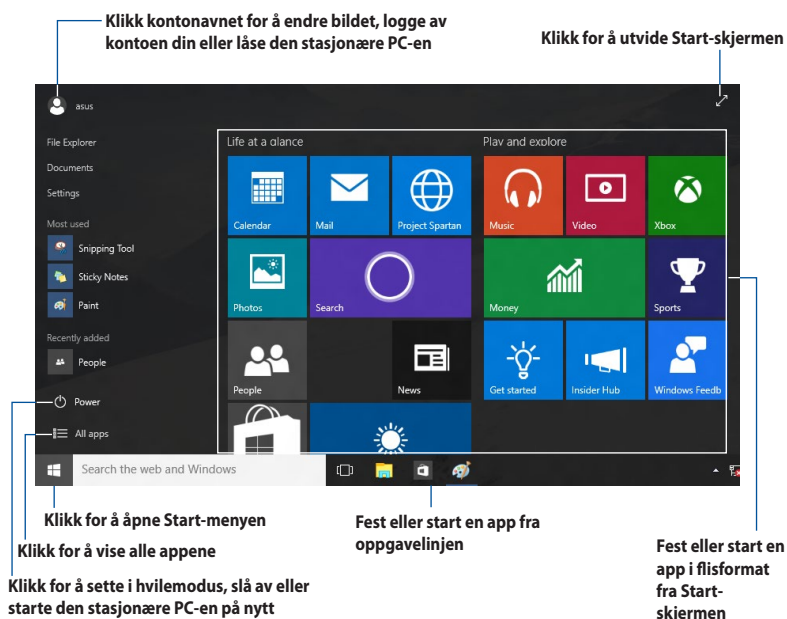 Klikk kontonavnet for å endre bildet, logge av
kontoen din eller låse den stasjonære PC-en
Klikk for å utvide Start-skjermen
asus
File Explorer
Documents
Settings
Most used
Snipping Tool
Sticky Notes
Paint
Recently added
People
Power
All apps
Life at a glance
Calendar
Mail
Project Spartan
Photos
Search
People
News
Play and explore
Music
Video
Xbox
Money
Sports
Get started
Insider Hub
Windows Feedb
Search the web and Windows
Klikk for å åpne Start-menyen
Klikk for å vise alle appene
Klikk for å sette i hvilemodus, slå av eller
starte den stasjonære PC-en på nytt
Fest eller start en app fra
oppgavelinjen
Fest eller start en
app i flisformat
fra Start-
skjermen